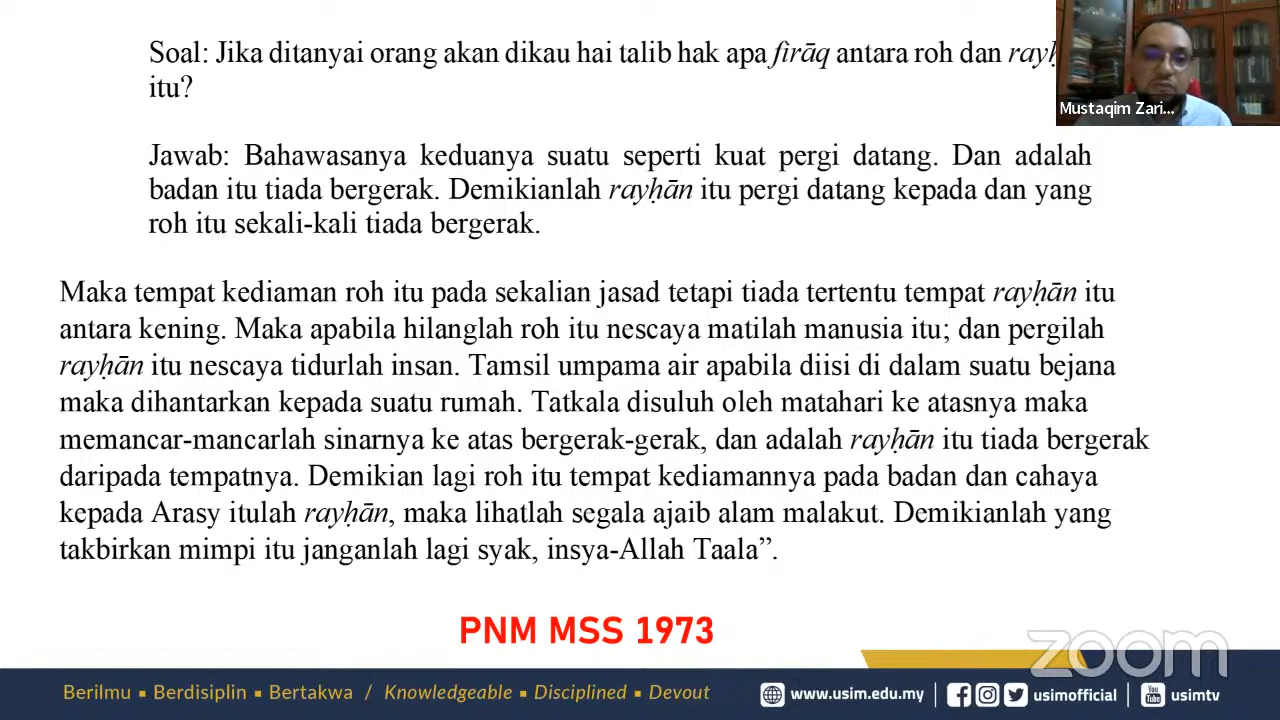 Soal: Jika ditanyai orang akan dikau hai talib hak apa firāq antara roh dan
itu?
Jawab: Bahawasanya keduanya suatu seperti kuat pergi datang. Dan adalah
badan itu tiada bergerak. Demikianlah rayḥān itu pergi datang kepada dan yang
roh itu sekali-kali tiada bergerak.
Maka tempat kediaman roh itu pada sekalian jasad tetapi tiada tertentu tempat rayḥān itu
antara kening. Maka apabila hilanglah roh itu nescaya matilah manusia itu; dan pergilah
rayḥān itu nescaya tidurlah insan. Tamsil umpama air apabila diisi di dalam suatu bejana
maka dihantarkan kepada suatu rumah. Tatkala disuluh oleh matahari ke atasnya maka
memancar-mancarlah sinarnya ke atas bergerak-gerak, dan adalah rayḥān itu tiada bergerak
daripada tempatnya. Demikian lagi roh itu tempat kediamannya pada badan dan cahaya
kepada Arasy itulah rayḥān, maka lihatlah segala ajaib alam malakut. Demikianlah yang
takbirkan mimpi itu janganlah lagi syak, insya-Allah Taala”.
PNM MSS 1973
Mustaqim Zari...
zoom
Berilmu ▪ Berdisiplin ▪ Bertakwa / Knowledgeable ▪ Disciplined ▪ Devout
www.usim.edu.my | usimofficial | You Tube usimtv